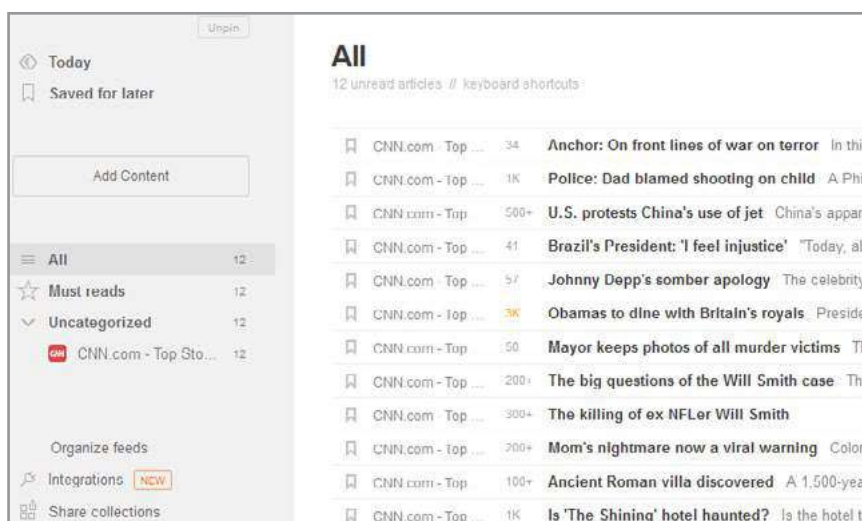 Unpin
Today
Saved for later
Add Content
All 12
Must reads 12
Uncategorized 12
CNN CNN.com - Top Sto... 12
Organize feeds
Integrations NEW
Share collections
All
12 unread articles // keyboard shortcuts
CNN.com - Top ... 34 Anchor: On front lines of war on terror In thi
CNN.com - Top ... 1K Police: Dad blamed shooting on child A Phi
CNN.com - Top 500+ U.S. protests China's use of jet China's appar
CNN.com - Top ... 41 Brazil's President: 'I feel injustice' "Today, al
CNN.com - Top ... 57 Johnny Depp's somber apology The celebrity
CNN.com - Top ... 3K Obamas to dine with Britain's royals Preside
CNN.com - Top 50 Mayor keeps photos of all murder victims Th
CNN.com - Top ... 200+ The big questions of the Will Smith case Th
CNN.com - Top ... 300+ The killing of ex NFLer Will Smith
CNN.com - Top ... 200+ Mom's nightmare now a viral warning Color
CNN.com - Top 100+ Ancient Roman villa discovered A 1,500-yea
CNN.com - Top ... 1K Is 'The Shining' hotel haunted? Is the hotel t